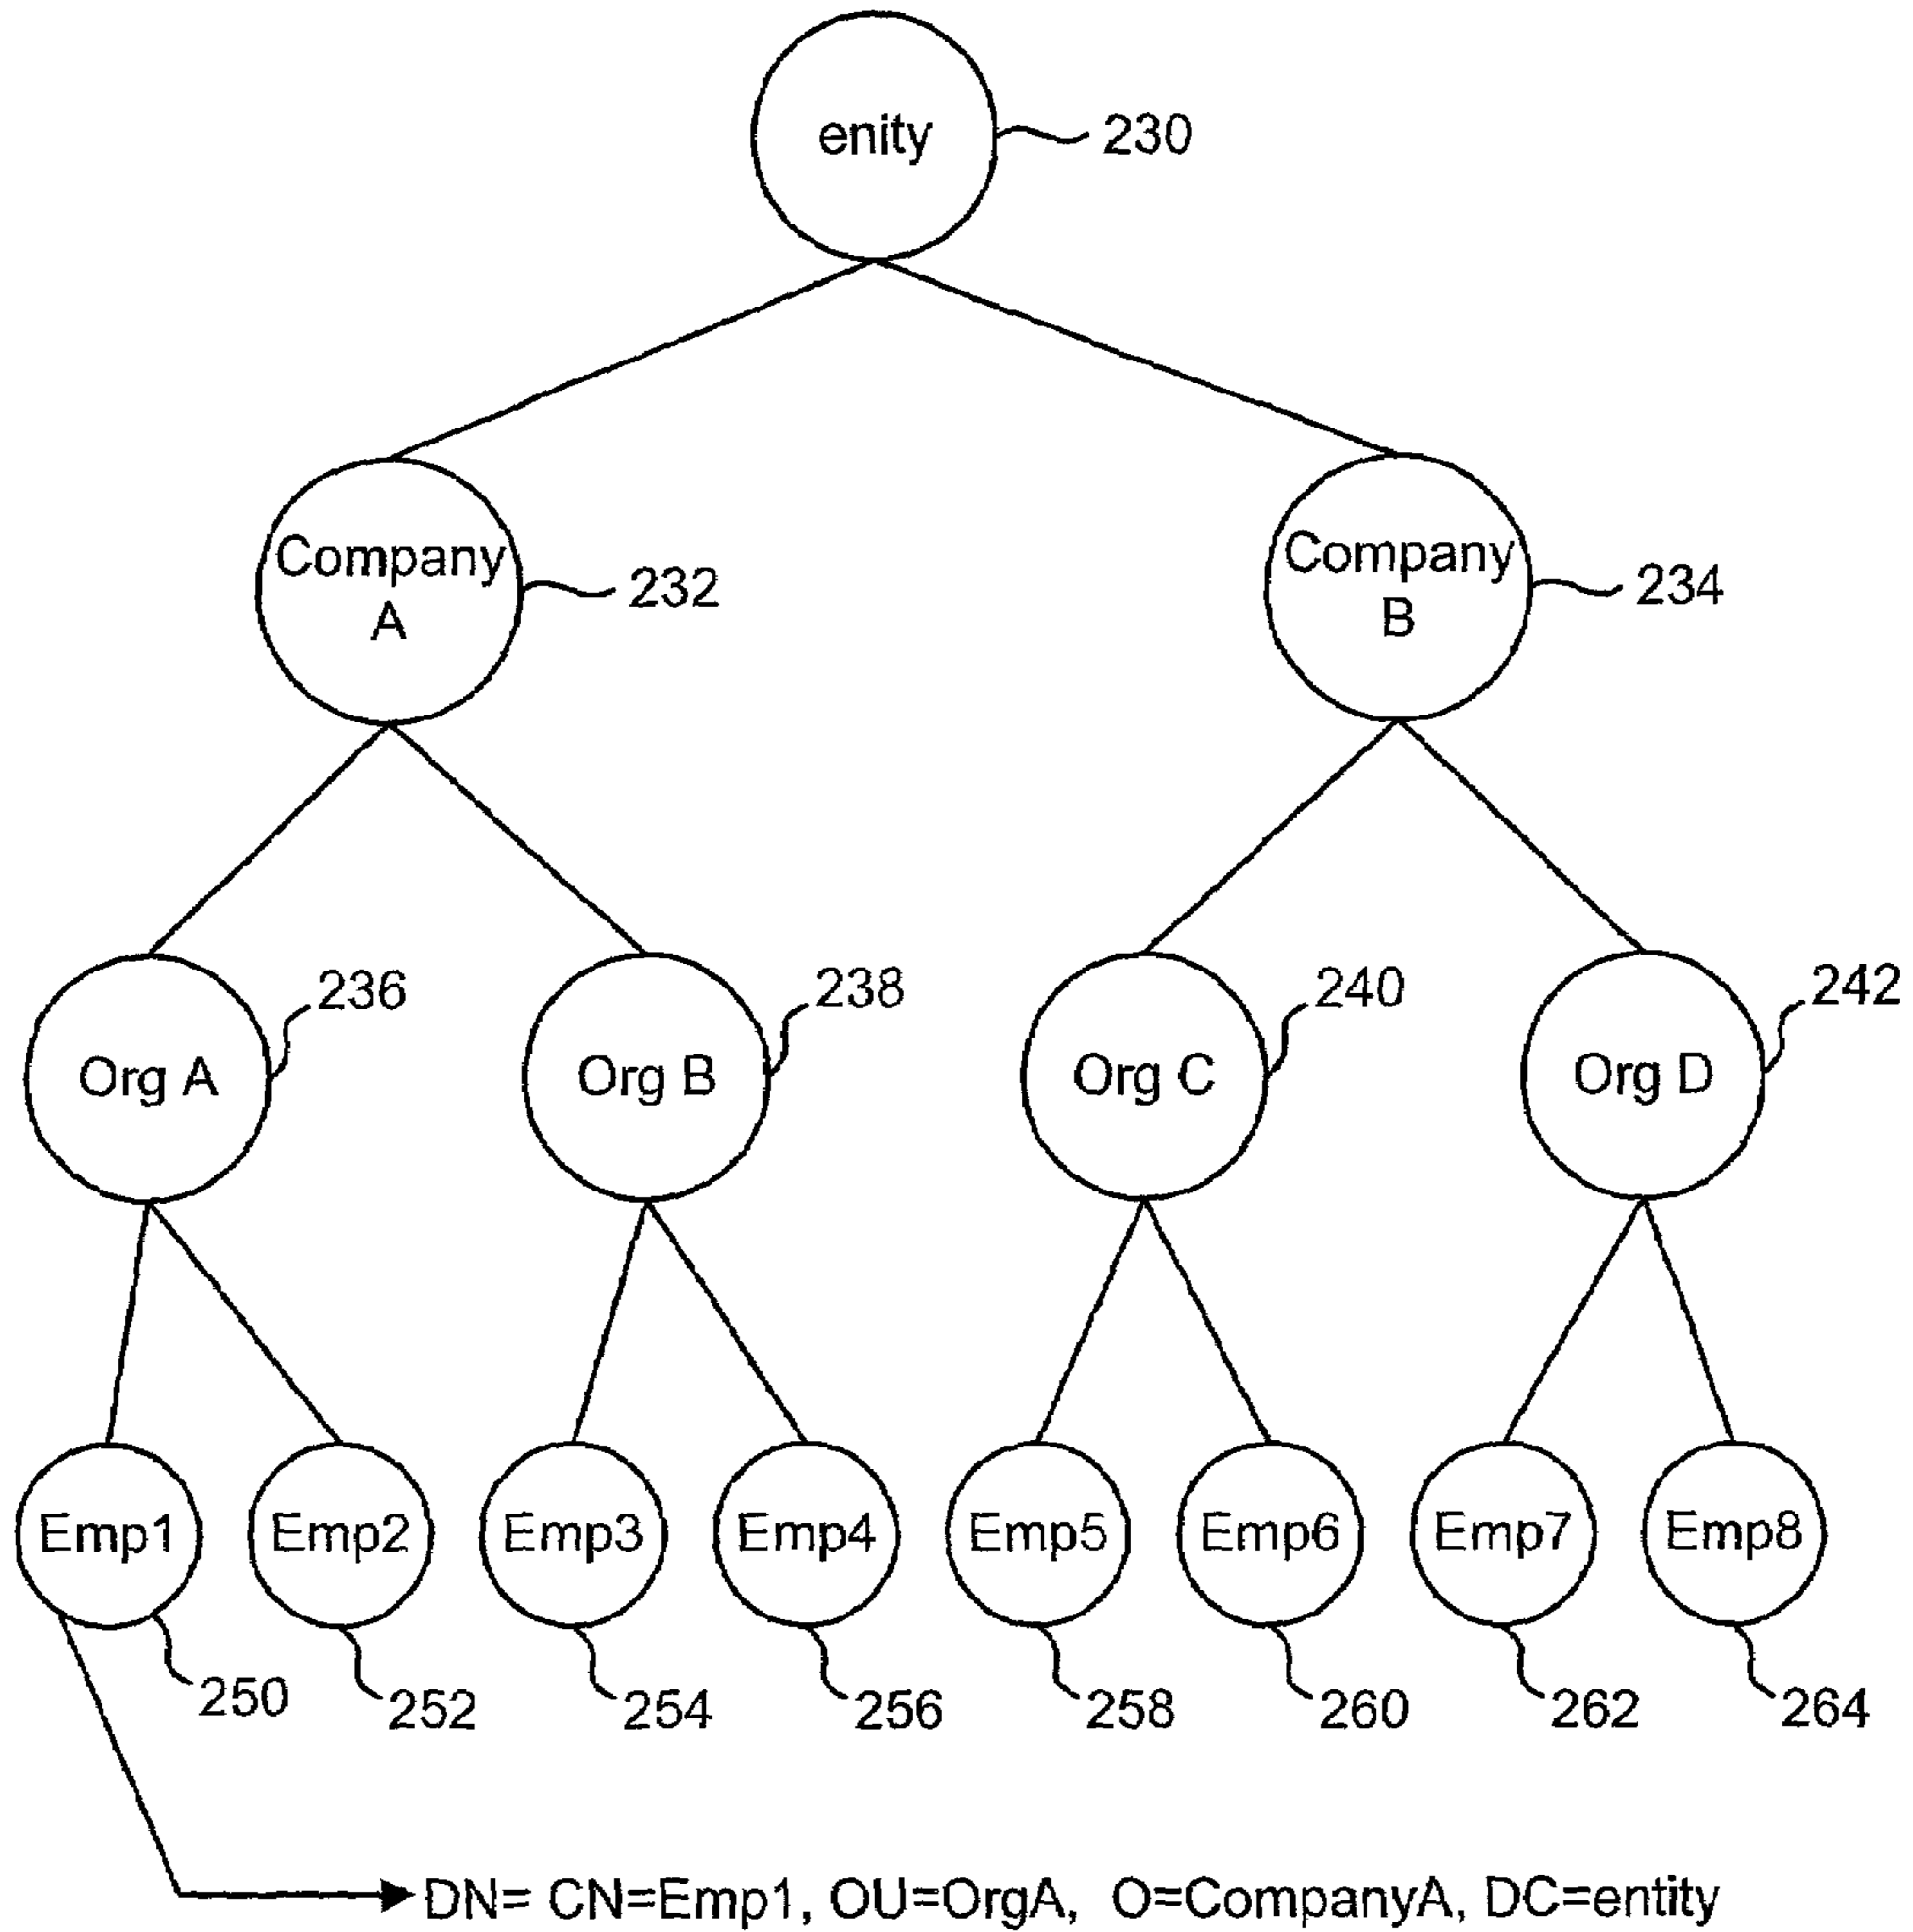 enity
230
Company
A
232
Company
B
234
236
238
240
242
Org A
Org B
Org C
Org D
Emp1
Emp2
Emp3
Emp4
Emp5
Emp6
Emp7
Emp8
250
252
254
256
258
260
262
264
DN= CN=Emp1, OU=OrgA, O=CompanyA, DC=entity